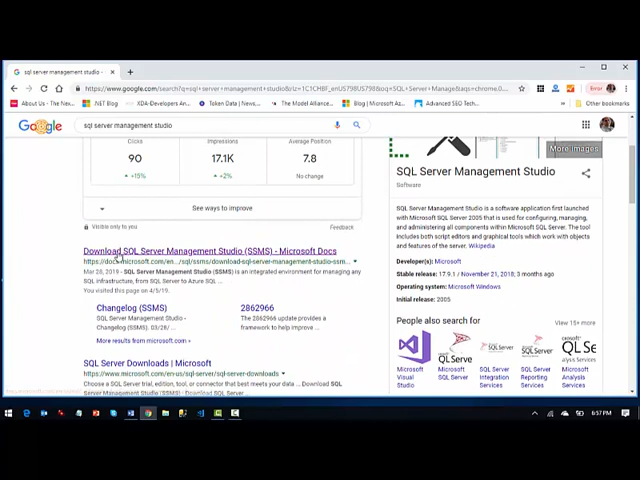 sql server management studio -
https://www.google.com/search?q=sql+server+management+studio&rlz=1C1CHBF_enUS798US798&oq=SQL+Server+Manage&aqs=chrome.0
Error
About Us - The New
.NET Blog
XDA-Developers An
Token Data | News,
The Model Alliance
Blog | Microsoft Az
Advanced SEO Tech
Other bookmarks
Google
sql server management studio
Clicks
Impressions
Average Position
90
17.1K
7.8
+15%
+2%
No change
See ways to improve
Visible only to you
Feedback
Download SQL Server Management Studio (SSMS) - Microsoft Docs
https://docs.microsoft.com/en.../sql/ssms/download-sql-server-management-studio-ssm...
Mar 28, 2019 - SQL Server Management Studio (SSMS) is an integrated environment for managing any
SQL infrastructure, from SQL Server to Azure SQL ...
You visited this page on 4/5/19.
Changelog (SSMS)
SQL Server Management Studio -
Changelog (SSMS). 03/28/ ...
2862966
The 2862966 update provides a
framework to help improve ...
More results from microsoft.com »
SQL Server Downloads | Microsoft
https://www.microsoft.com/en-us/sql-server/sql-server-downloads
Choose a SQL Server trial, edition, tool, or connector that best meets your data ... Download SQL
More images
SQL Server Management Studio
Software
SQL Server Management Studio is a software application first launched
with Microsoft SQL Server 2005 that is used for configuring, managing,
and administering all components within Microsoft SQL Server. The
tool includes both script editors and graphical tools which work with objects
and features of the server. Wikipedia
Developer(s): Microsoft
Stable release: 17.9.1 / November 21, 2018; 3 months ago
Operating system: Microsoft Windows
Initial release: 2005
People also search for
View 15+ more
Microsoft
Visual
Studio
Microsoft
SQL Server
SQL Server
Integration
Services
SQL Server
Reporting
Services
Microsoft
Analysis
Services
6:57 PM